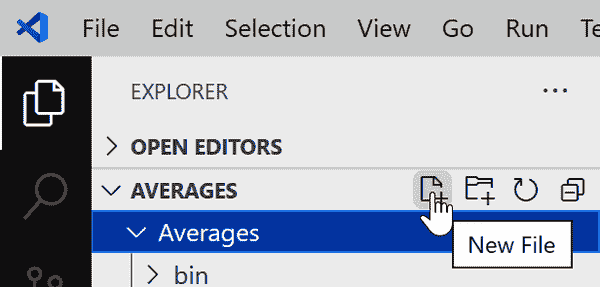 File Edit Selection View Go Run Te
EXPLORER
OPEN EDITORS
AVERAGES
Averages
New File
bin